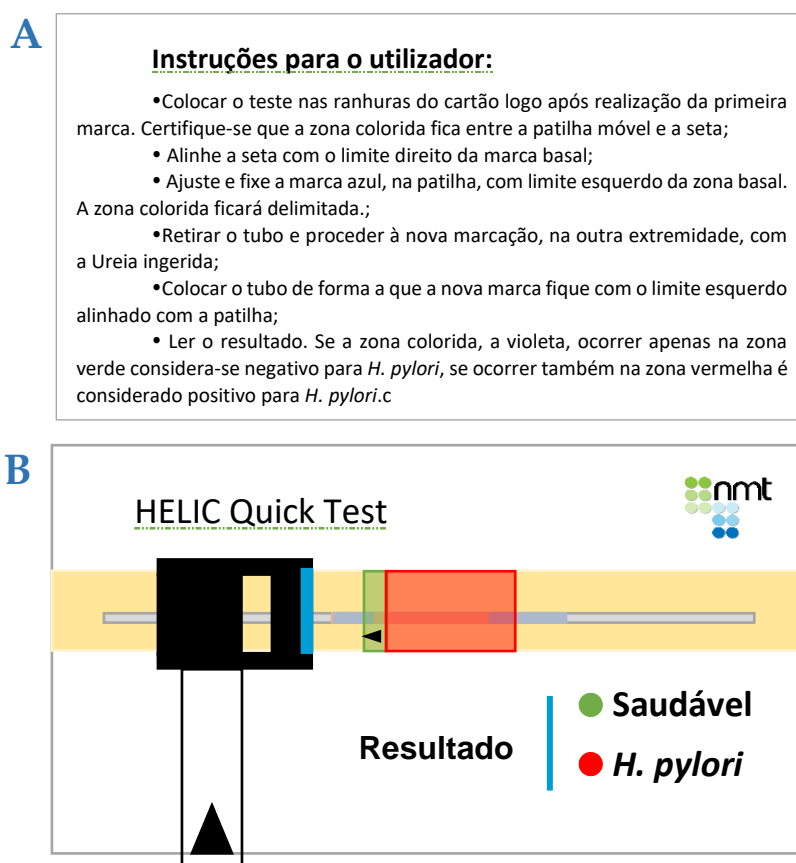 A
Instruções para o utilizador:
•Colocar o teste nas ranhuras do cartão logo após realização da primeira
marca. Certifique-se que a zona colorida fica entre a patilha móvel e a seta;
• Alinhe a seta com o limite direito da marca basal;
• Ajuste e fixe a marca azul, na patilha, com limite esquerdo da zona basal.
A zona colorida ficará delimitada.;
•Retirar o tubo e proceder à nova marcação, na outra extremidade, com
a Ureia ingerida;
•Colocar o tubo de forma a que a nova marca fique com o limite esquerdo
alinhado com a patilha;
• Ler o resultado. Se a zona colorida, a violeta, ocorrer apenas na zona
verde considera-se negativo para H. pylori, se ocorrer também na zona vermelha é
considerado positivo para H. pylori.c
B
nmt
HELIC Quick Test
Resultado
Saudável
H. pylori